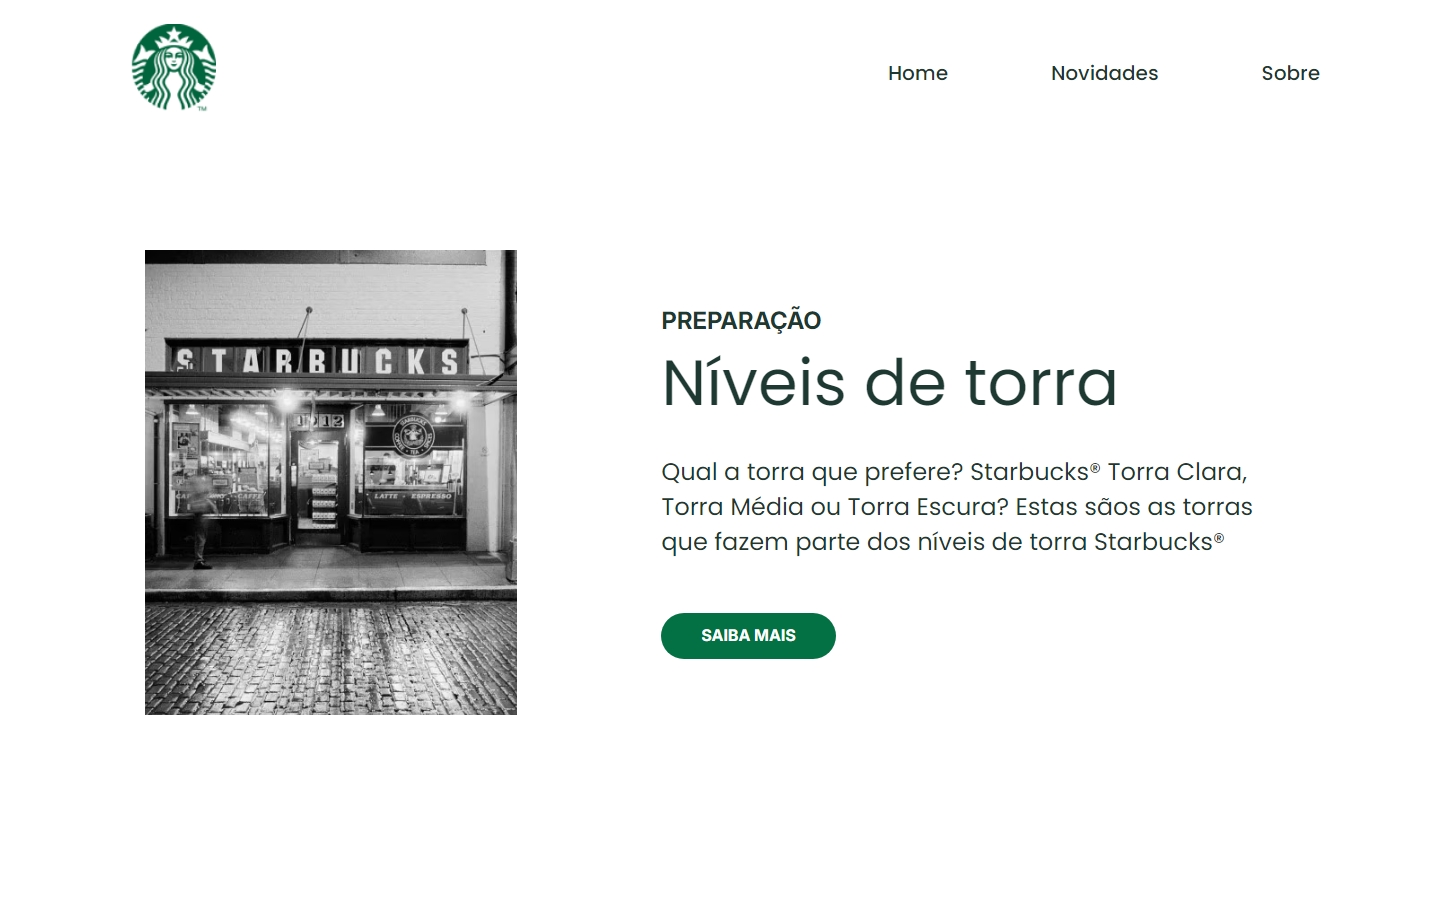 TM
Home Novidades Sobre
STARBUCKS
1912
LATTE - ESPRESSO
PREPARAÇÃO
Níveis de torra
Qual a torra que prefere? Starbucks® Torra Clara,
Torra Média ou Torra Escura? Estas sãos as torras
que fazem parte dos níveis de torra Starbucks®
SAIBA MAIS